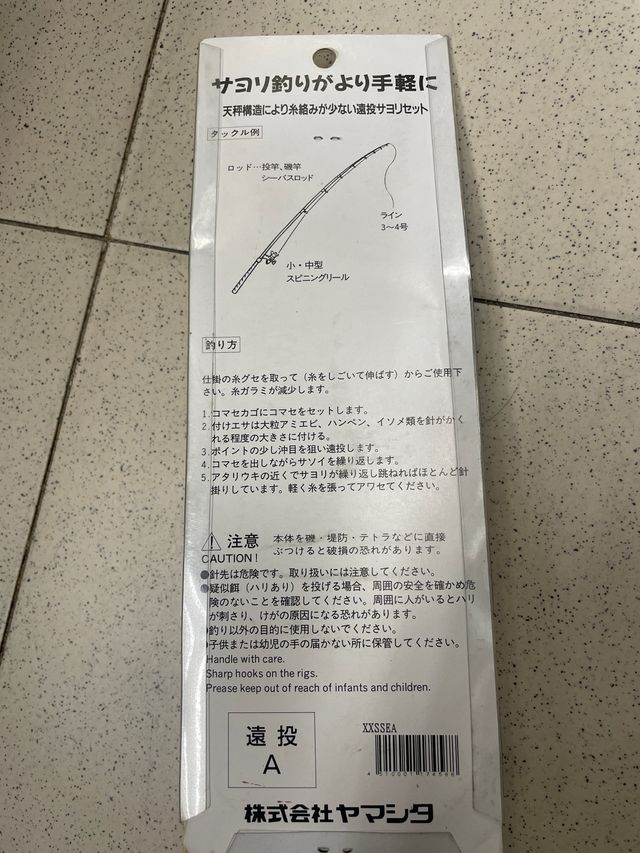 サヨリ釣りがより手軽に
天秤構造により糸絡みが少ない遠投サヨリセット
タックル例
ロッド…投竿、磯竿
シーバスロッド
ライン
3〜4号
小・中型
スピニングリール
釣り方
仕掛の糸グセを取って（糸をしごいて伸ばす）からご使用下
さい。糸ガラミが減少します。
1. コマセカゴにコマセをセットします。
2. 付けエサは大粒アミエビ、ハンペン、イソメ類を針がかく
れる程度の大きさに付ける。
3. ポイントの少し沖目を狙い遠投します。
4. コマセを出しながらサソイを繰り返します。
5. アタリウキの近くでサヨリが繰り返し跳ねればほとんど針
掛りしています。軽く糸を張ってアワセてください。
注意 本体を磯・堤防・テトラなどに直接
CAUTION! ぶつけると破損の恐れがあります。
●針先は危険です。取り扱いには注意してください。
●疑似餌（ハリあり）を投げる場合、周囲の安全を確かめ危
険のないことを確認してください。周囲に人がいるとハリ
が刺さり、けがの原因になる恐れがあります。
●釣り以外の目的に使用しないでください。
●子供または幼児の手の届かない所に保管してください。
Handle with care.
Sharp hooks on the rigs.
Prease keep out of reach of infants and children.
遠投
A
XXSSEA
4 510001 174586
株式会社ヤマシタ